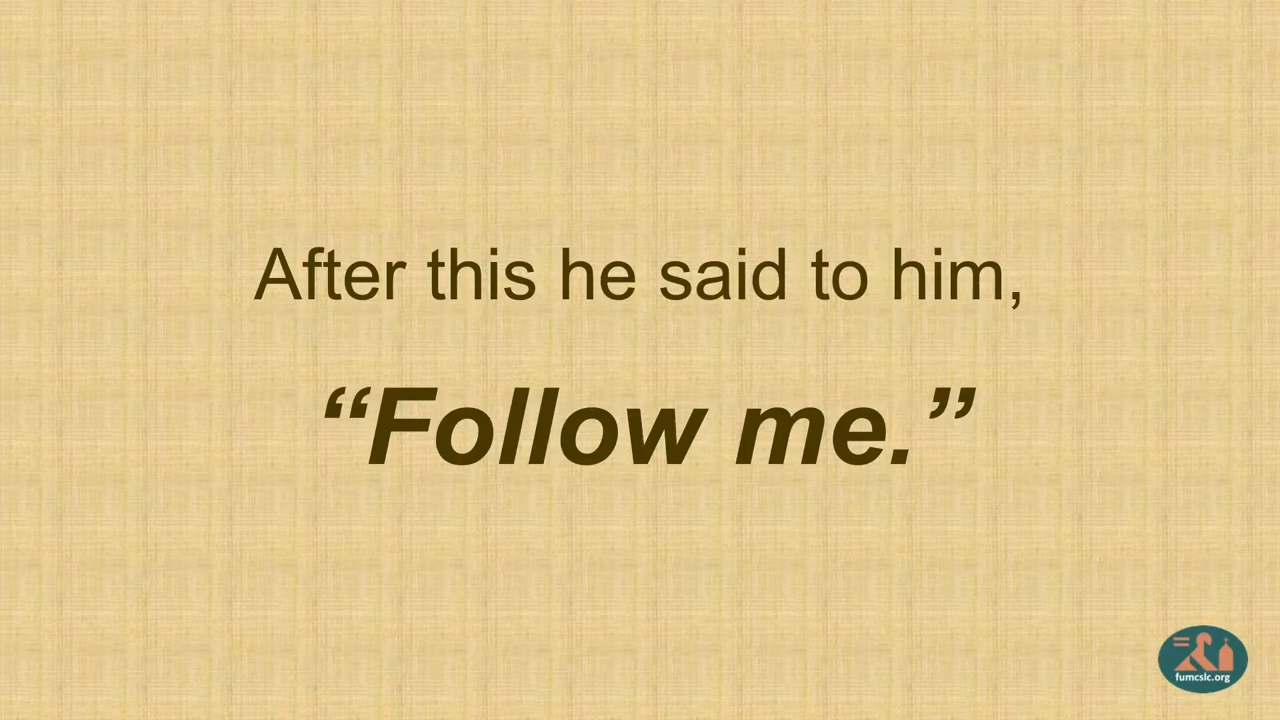 After this he said to him,
“Follow me.”
fumcslc.org